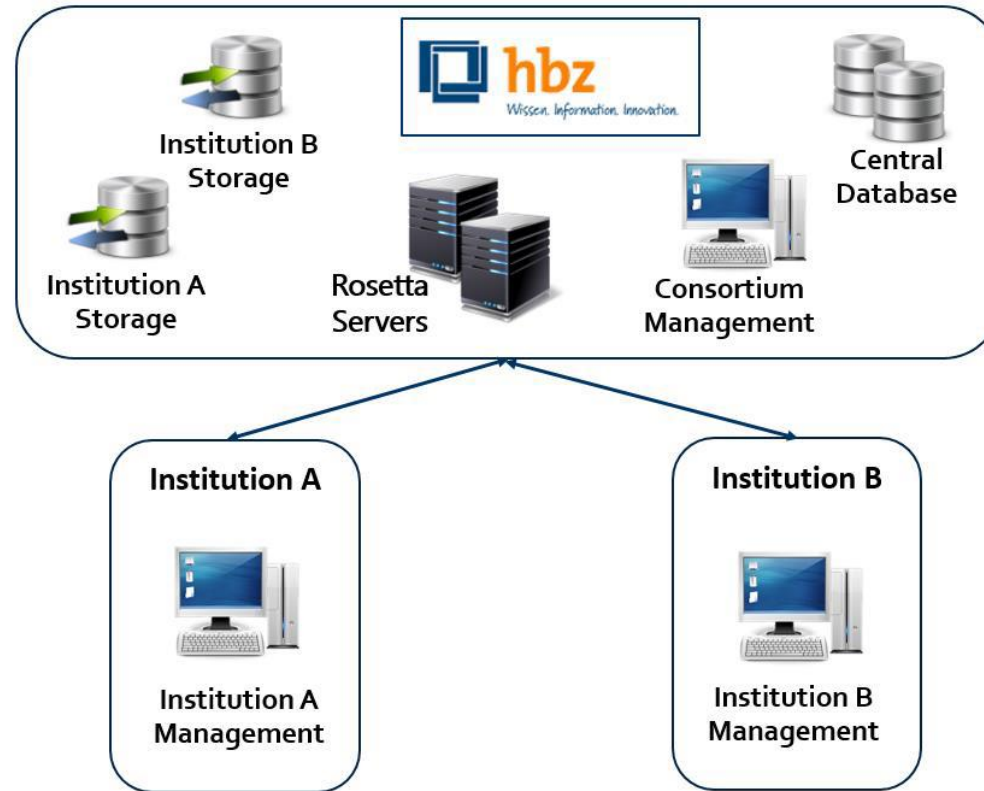 hbz
Wissen. Information. Innovation.
Institution B
Storage
Central
Database
Institution A
Storage
Rosetta
Servers
Consortium
Management
Institution A
Institution A
Management
Institution B
Institution B
Management